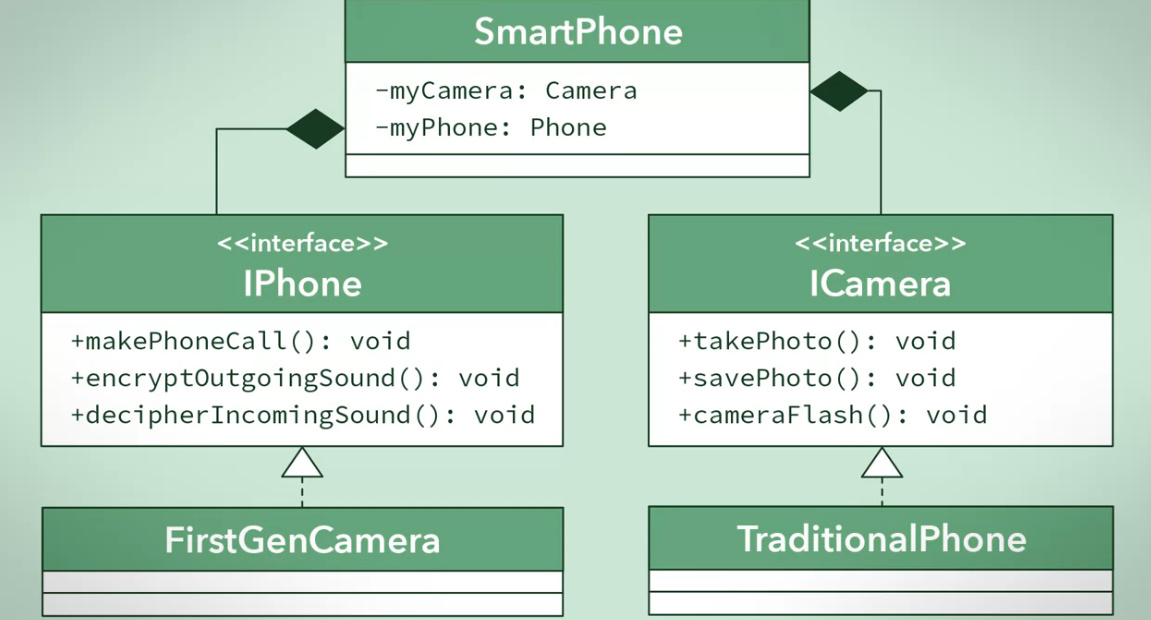 SmartPhone
-myCamera: Camera
-myPhone: Phone
<<interface>>
IPhone
+makePhoneCall(): void
+encryptOutgoingSound(): void
+decipherIncomingSound(): void
<<interface>>
ICamera
+takePhoto(): void
+savePhoto(): void
+cameraFlash(): void
FirstGenCamera
TraditionalPhone